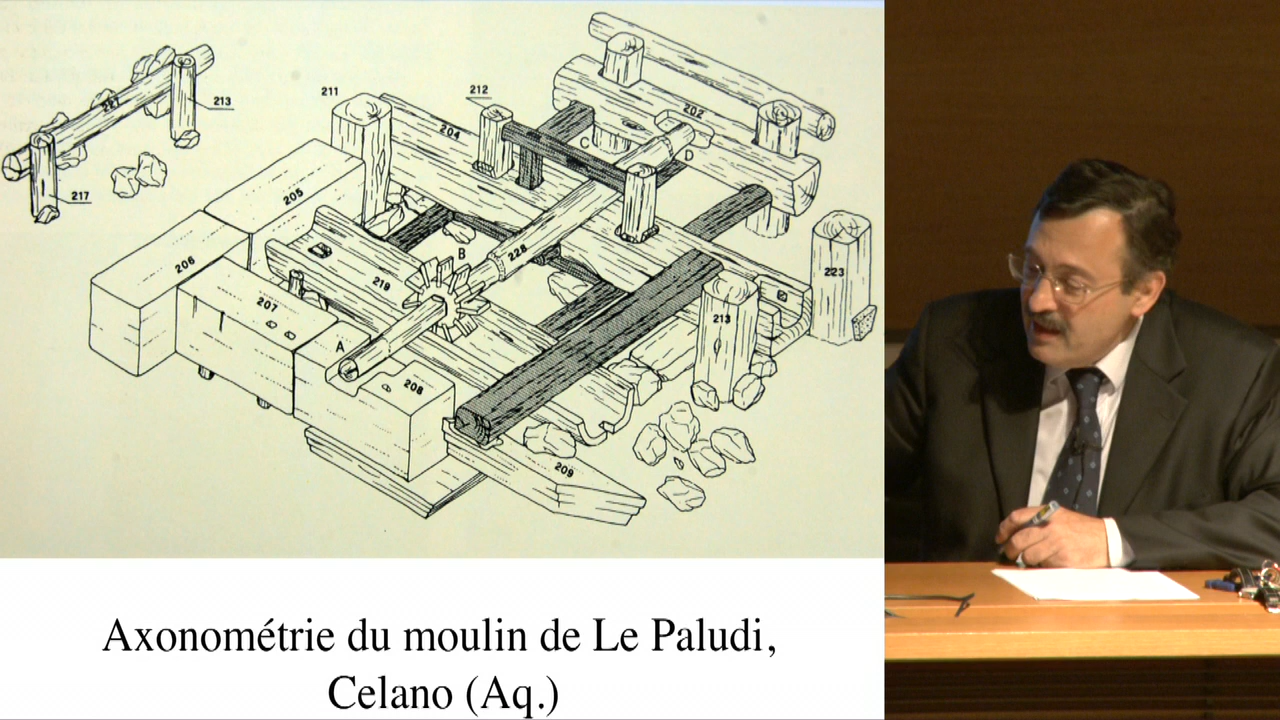 211
212
213
227
204
202
C
D
217
205
B
228
206
219
223
207
213
A
208
209
Axonométrie du moulin de Le Paludi,
Celano (Aq.)